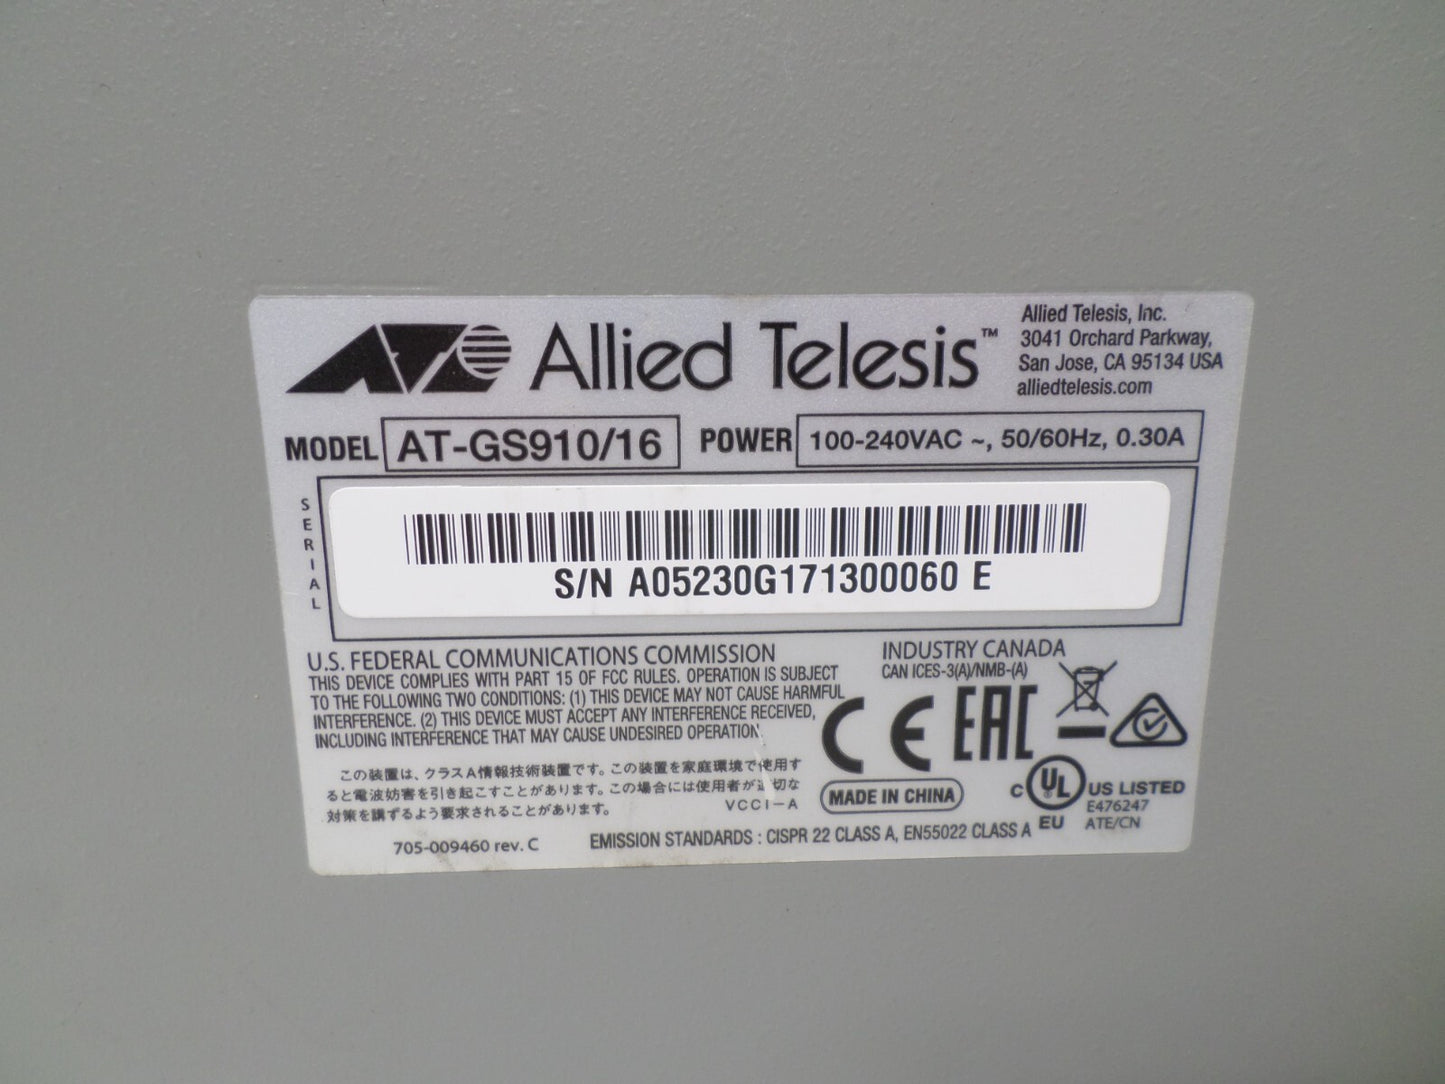 Allied Telesis™
Allied Telesis, Inc.
3041 Orchard Parkway,
San Jose, CA 95134 USA
alliedtelesis.com
MODEL AT-GS910/16 POWER 100-240VAC ~, 50/60Hz, 0.30A
SERIAL
S/N A05230G171300060 E
U.S. FEDERAL COMMUNICATIONS COMMISSION
THIS DEVICE COMPLIES WITH PART 15 OF FCC RULES. OPERATION IS SUBJECT
TO THE FOLLOWING TWO CONDITIONS: (1) THIS DEVICE MAY NOT CAUSE HARMFUL
INTERFERENCE. (2) THIS DEVICE MUST ACCEPT ANY INTERFERENCE RECEIVED,
INCLUDING INTERFERENCE THAT MAY CAUSE UNDESIRED OPERATION
INDUSTRY CANADA
CAN ICES-3(A)/NMB-(A)
CE EAC
この装置は、クラスA情報技術装置です。この装置を家庭環境で使用す
ると電波妨害を引き起こすことがあります。この場合には使用者が適切な
対策を講ずるよう要求されることがあります。
VCCI-A
MADE IN CHINA
C UL US LISTED
E476247
EU ATE/CN
705-009460 rev. C
EMISSION STANDARDS : CISPR 22 CLASS A, EN55022 CLASS A